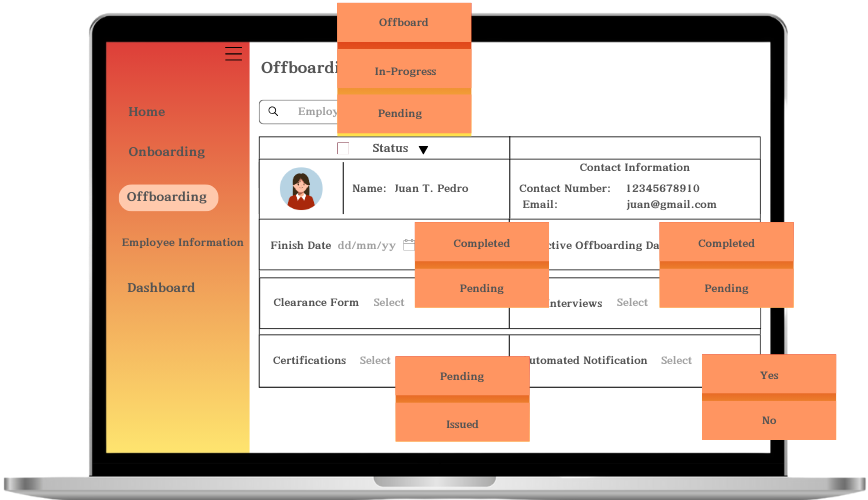 Offboard
In-Progress
Pending
Offboardi
Employ
Home
Onboarding
Offboarding
Employee Information
Dashboard
Status
Name: Juan T. Pedro
Contact Information
Contact Number: 12345678910
Email: juan@gmail.com
Finish Date dd/mm/yy
Completed
Pending
ctive Offboarding Da
Completed
Pending
Clearance Form Select
nterviews Select
Certifications Select
Pending
Issued
utomated Notification Select
Yes
No